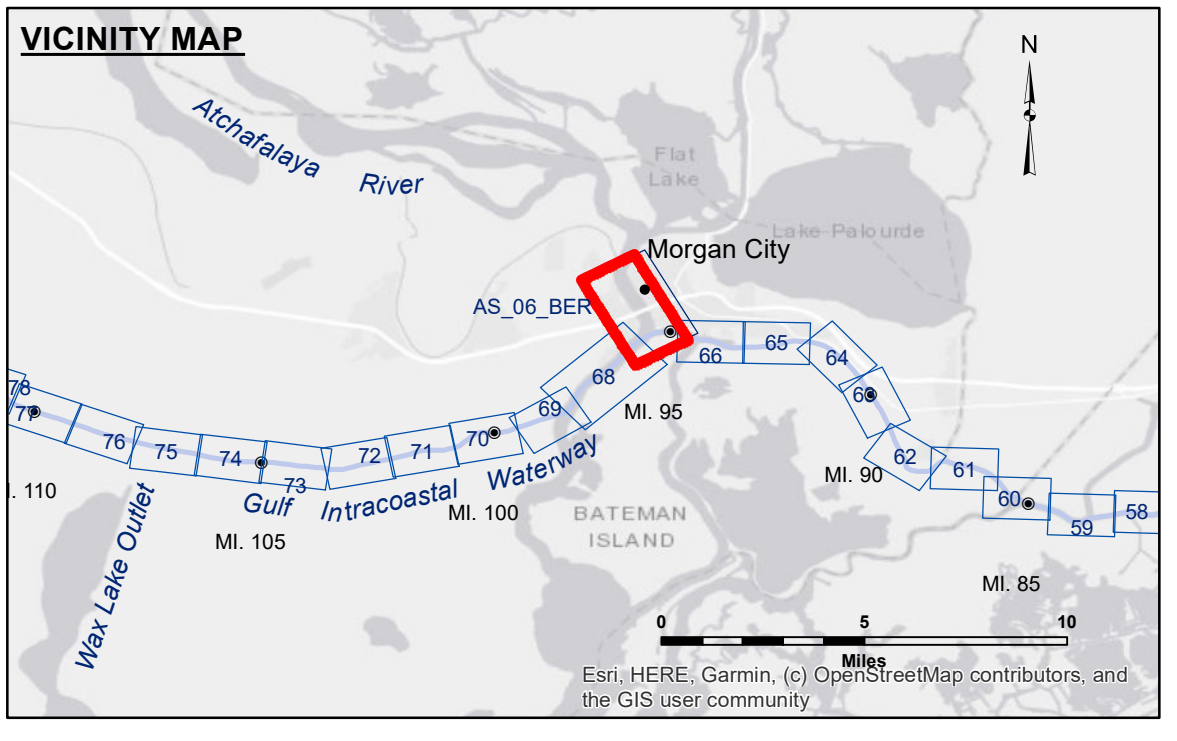 VICINITY MAP
N
Atchafalaya
River
Flat
Lake
Lake Palourde
Morgan City
AS_06_BER
66
65
64
63
68
69
MI. 95
78
77
76
75
74
73
72
71
70
62
61
60
59
58
MI. 90
I. 110
Wax Lake Outlet
Gulf Intracoastal Waterway
MI. 100
MI. 105
BATEMAN
ISLAND
MI. 85
0 5 10
Miles
Esri, HERE, Garmin, (c) OpenStreetMap contributors, and
the GIS user community